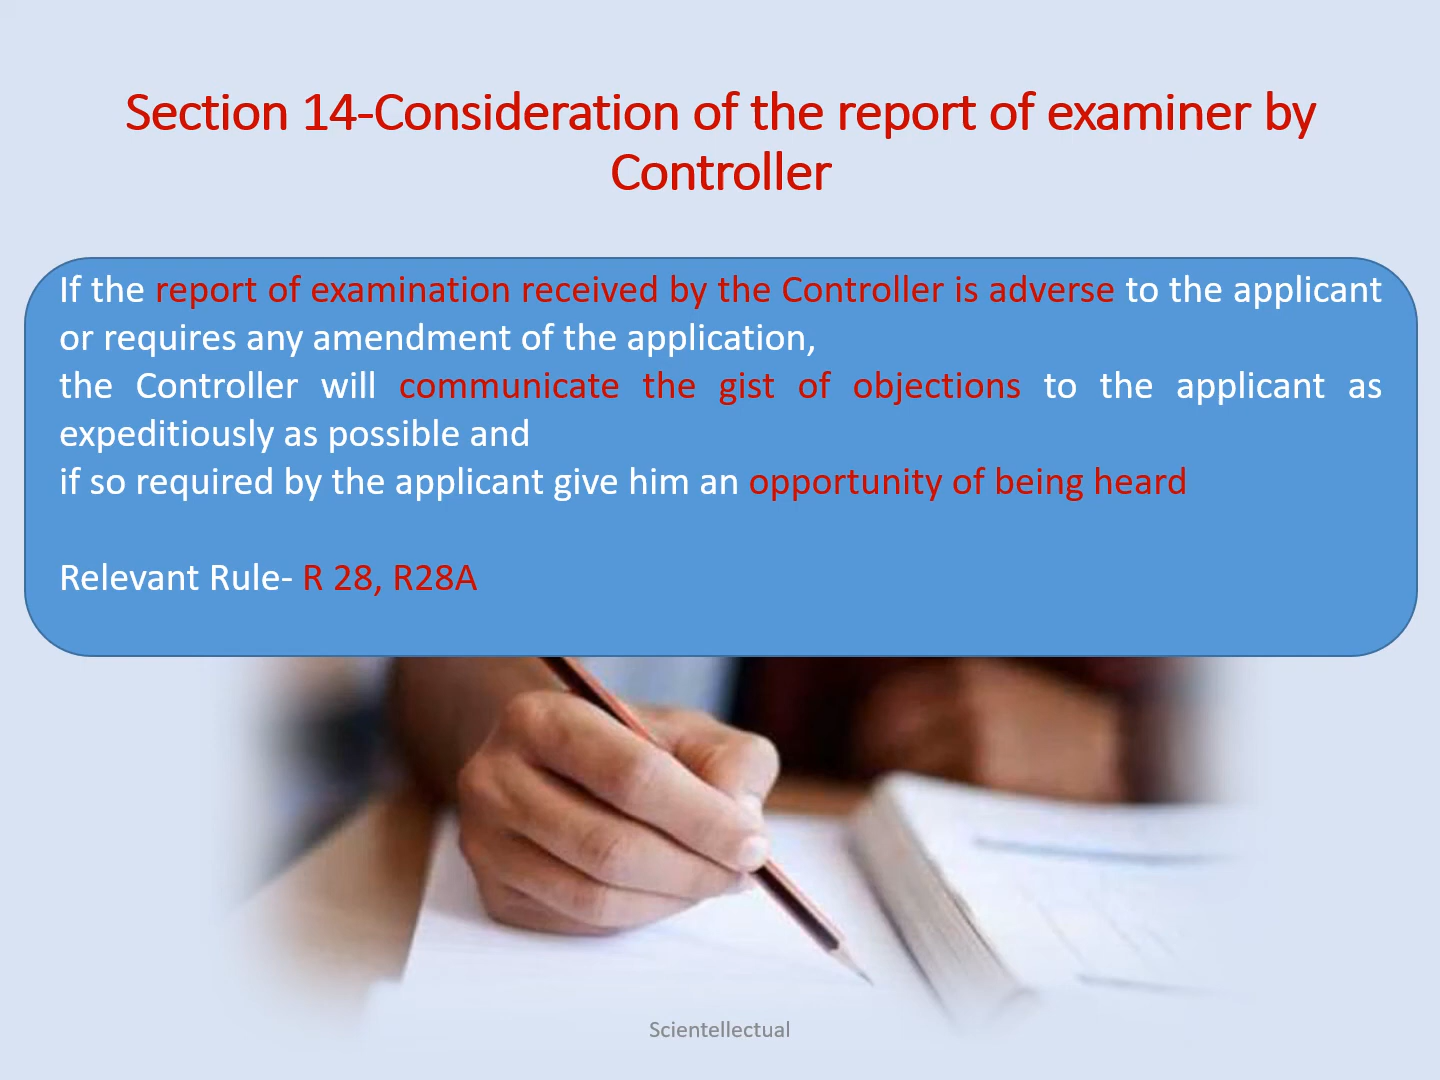 Section 14-Consideration of the report of examiner by
Controller
If the report of examination received by the Controller is adverse to the applicant
or requires any amendment of the application,
the Controller will communicate the gist of objections to the applicant as
expeditiously as possible and
if so required by the applicant give him an opportunity of being heard
Relevant Rule- R 28, R28A
Scientellectual